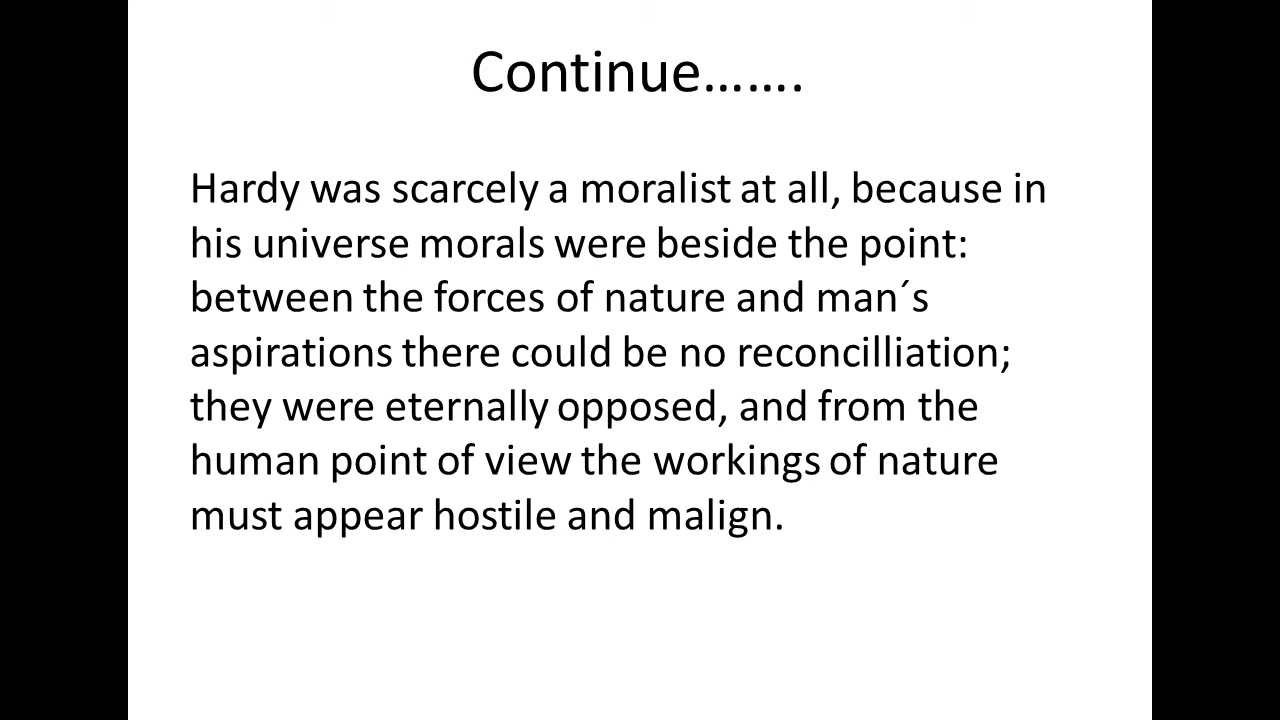 Continue…….
Hardy was scarcely a moralist at all, because in
his universe morals were beside the point:
between the forces of nature and man´s
aspirations there could be no reconcilliation;
they were eternally opposed, and from the
human point of view the workings of nature
must appear hostile and malign.